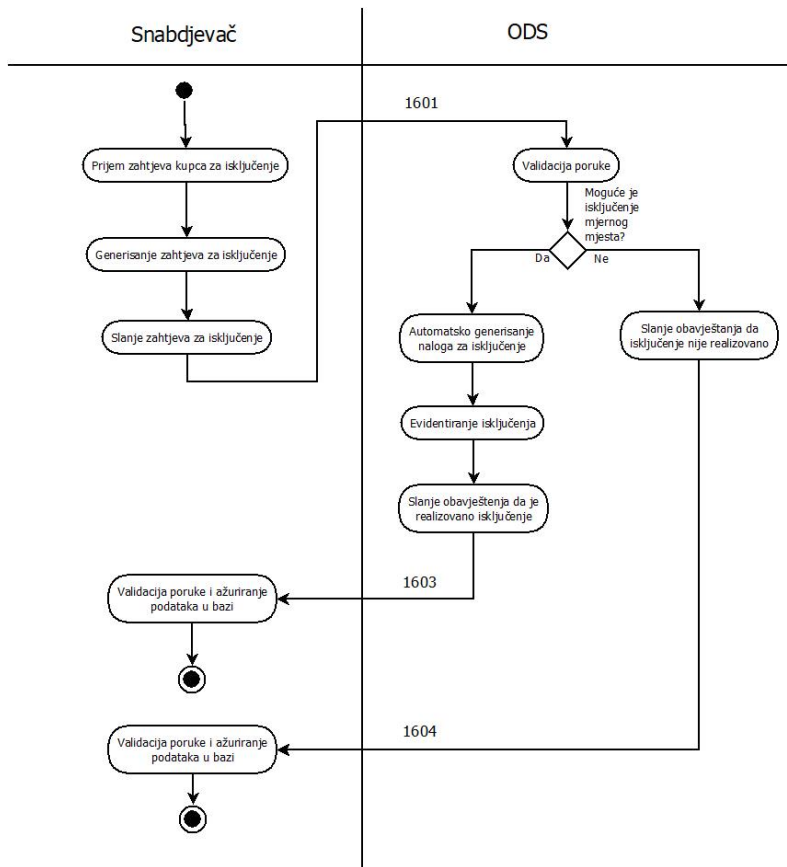 Snabdjevač
ODS
1601
Prijem zahtjeva kupca za isključenje
Generisanje zahtjeva za isključenje
Slanje zahtjeva za isključenje
Validacija poruke
Moguće je
isključenje
mjernog
mjesta?
Da
Ne
Automatsko generisanje
naloga za isključenje
Slanje obavještanja da
isključenje nije realizovano
Evidentiranje isključenja
Slanje obavještenja da je
realizovano isključenje
1603
Validacija poruke i ažuriranje
podataka u bazi
1604
Validacija poruke i ažuriranje
podataka u bazi